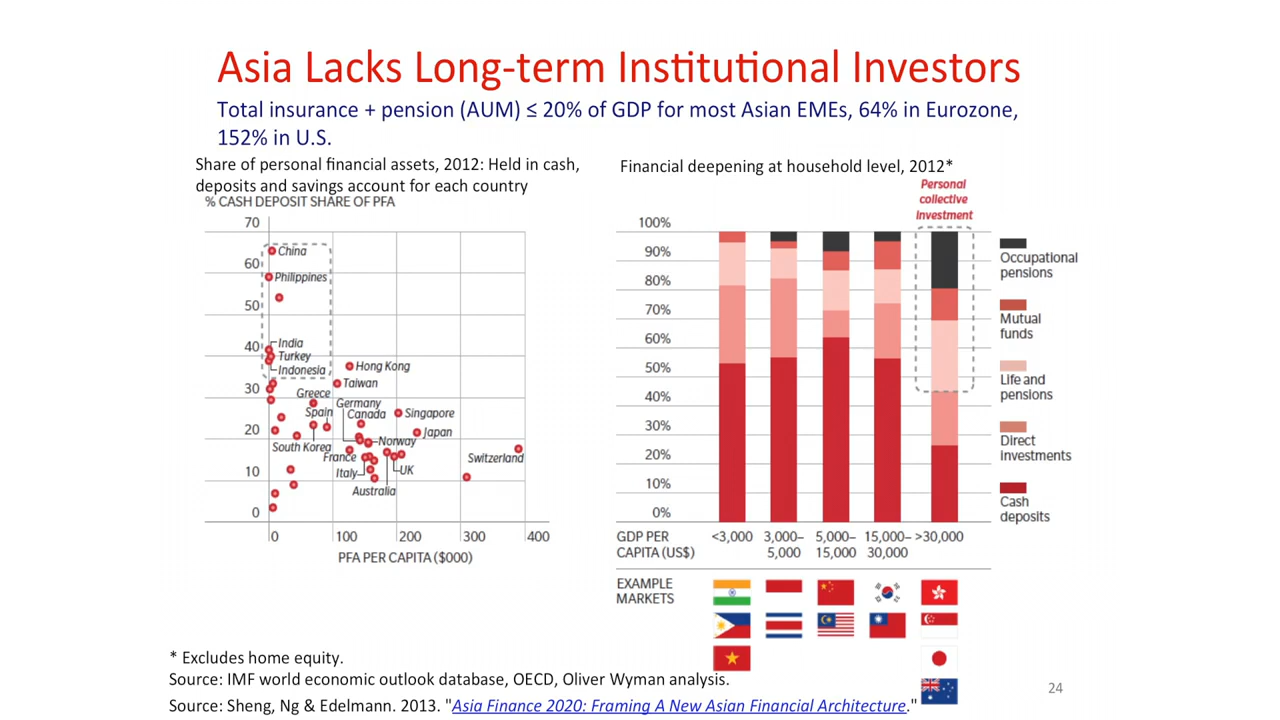 Asia Lacks Long-term Institutional Investors
Total insurance + pension (AUM) ≤ 20% of GDP for most Asian EMEs, 64% in Eurozone,
152% in U.S.
Share of personal financial assets, 2012: Held in cash,
deposits and savings account for each country
% CASH DEPOSIT SHARE OF PFA
70
60
50
40
30
20
10
0
China
Philippines
India
Turkey
Indonesia
Hong Kong
Taiwan
Greece
Germany
Spain
Canada
Singapore
Japan
South Korea
Norway
France
Switzerland
Italy
UK
Australia
0 100 200 300 400
PFA PER CAPITA ($000)
Financial deepening at household level, 2012*
Personal
collective
investment
100%
90%
80%
70%
60%
50%
40%
30%
20%
10%
0%
Occupational
pensions
Mutual
funds
Life and
pensions
Direct
investments
Cash
deposits
GDP PER <3,000 3,000– 5,000– 15,000– >30,000
CAPITA (US$) 5,000 15,000 30,000
EXAMPLE
MARKETS
* Excludes home equity.
Source: IMF world economic outlook database, OECD, Oliver Wyman analysis.
Source: Sheng, Ng & Edelmann. 2013. "Asia Finance 2020: Framing A New Asian Financial Architecture."
24